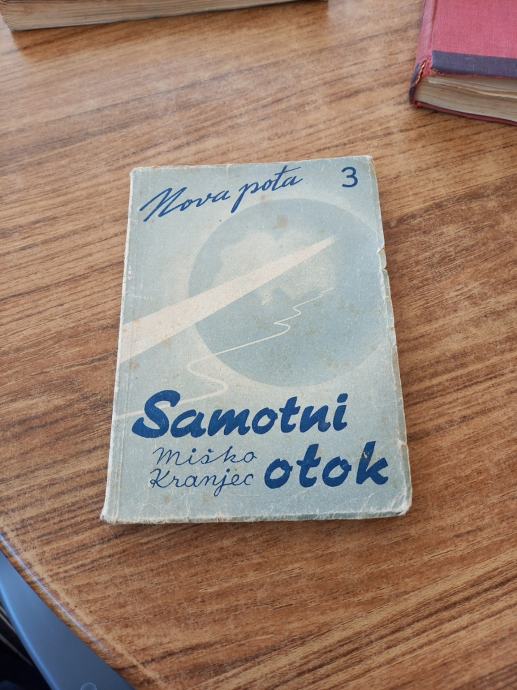 Nova pota 3
Samotni
Miško
Kranjec otok